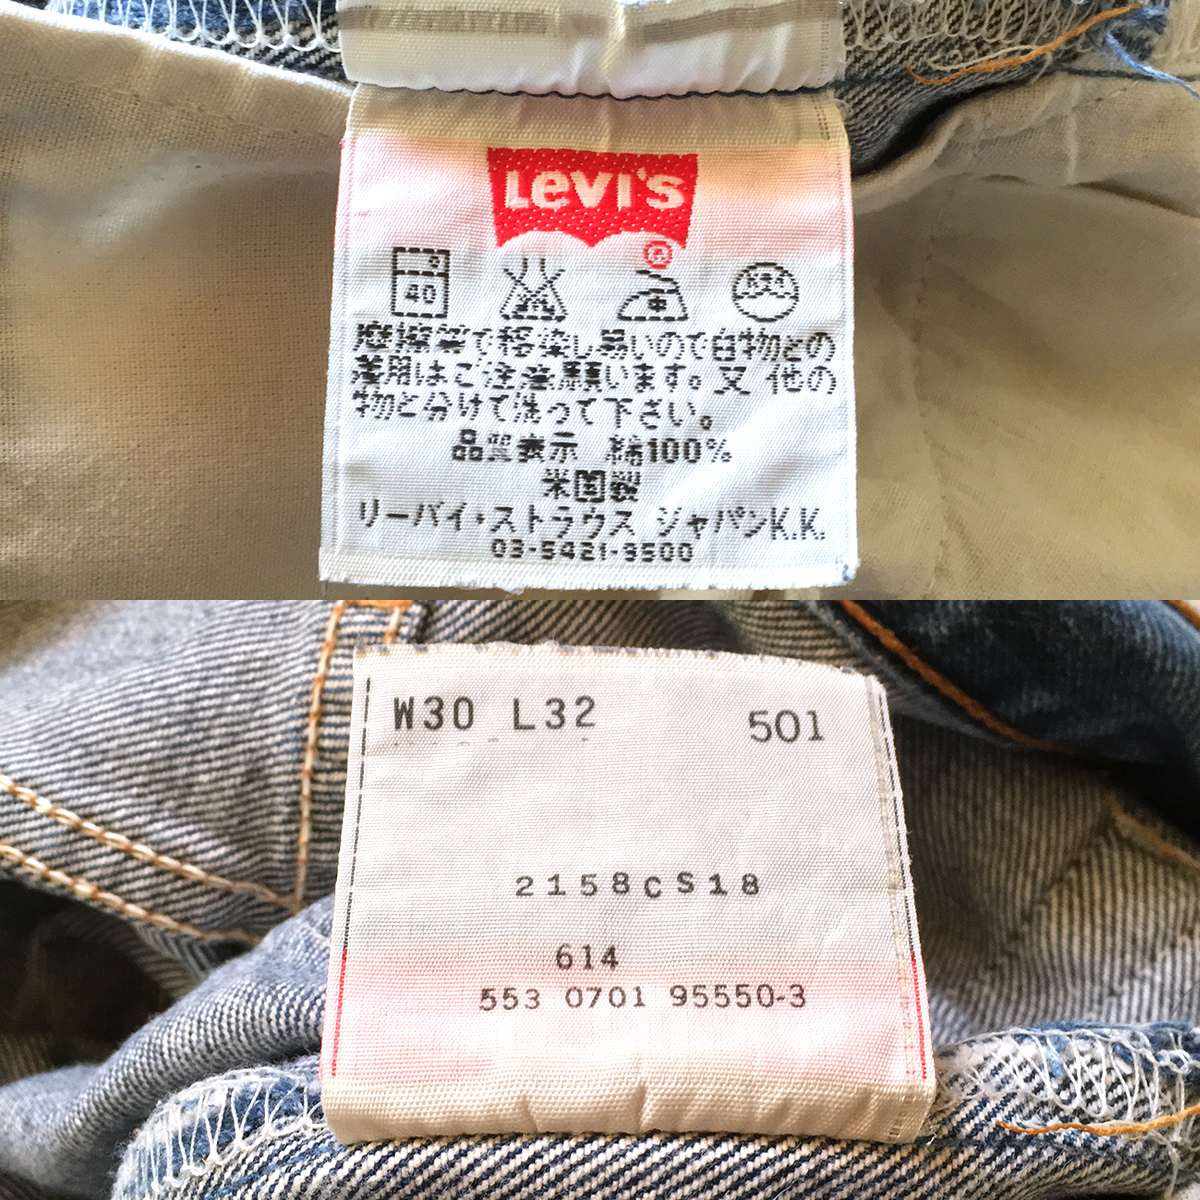 Levi's
®
40 中
摩擦等で移染し易いので白物との
着用はご注意願います。又他の
物と分けて洗って下さい。
品質表示 綿100%
米国製
リーバイ・ストラウス ジャパンK.K.
03-5421-9500
W30 L32 501
2158CS18
614
553 0701 95550-3